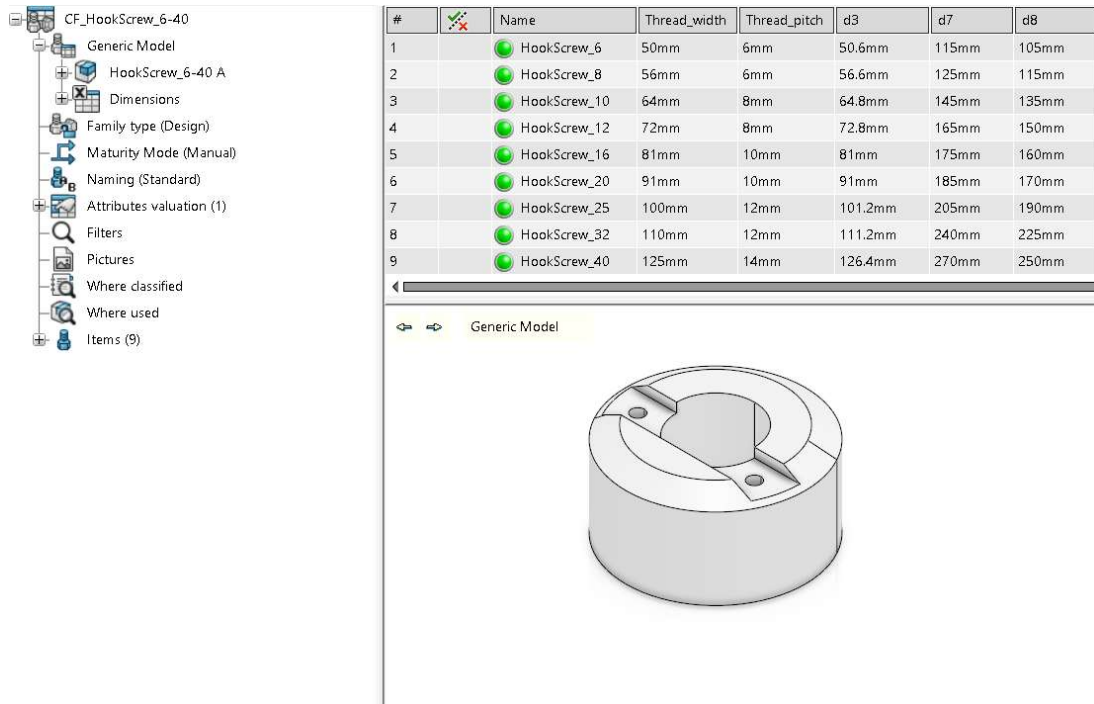 CF_HookScrew_6-40
Generic Model
HookScrew_6-40 A
Dimensions
Family type (Design)
Maturity Mode (Manual)
Naming (Standard)
Attributes valuation (1)
Filters
Pictures
Where classified
Where used
Items (9)
# Name Thread_width Thread_pitch d3 d7 d8
1 HookScrew_6 50mm 6mm 50.6mm 115mm 105mm
2 HookScrew_8 56mm 6mm 56.6mm 125mm 115mm
3 HookScrew_10 64mm 8mm 64.8mm 145mm 135mm
4 HookScrew_12 72mm 8mm 72.8mm 165mm 150mm
5 HookScrew_16 81mm 10mm 81mm 175mm 160mm
6 HookScrew_20 91mm 10mm 91mm 185mm 170mm
7 HookScrew_25 100mm 12mm 101.2mm 205mm 190mm
8 HookScrew_32 110mm 12mm 111.2mm 240mm 225mm
9 HookScrew_40 125mm 14mm 126.4mm 270mm 250mm
Generic Model